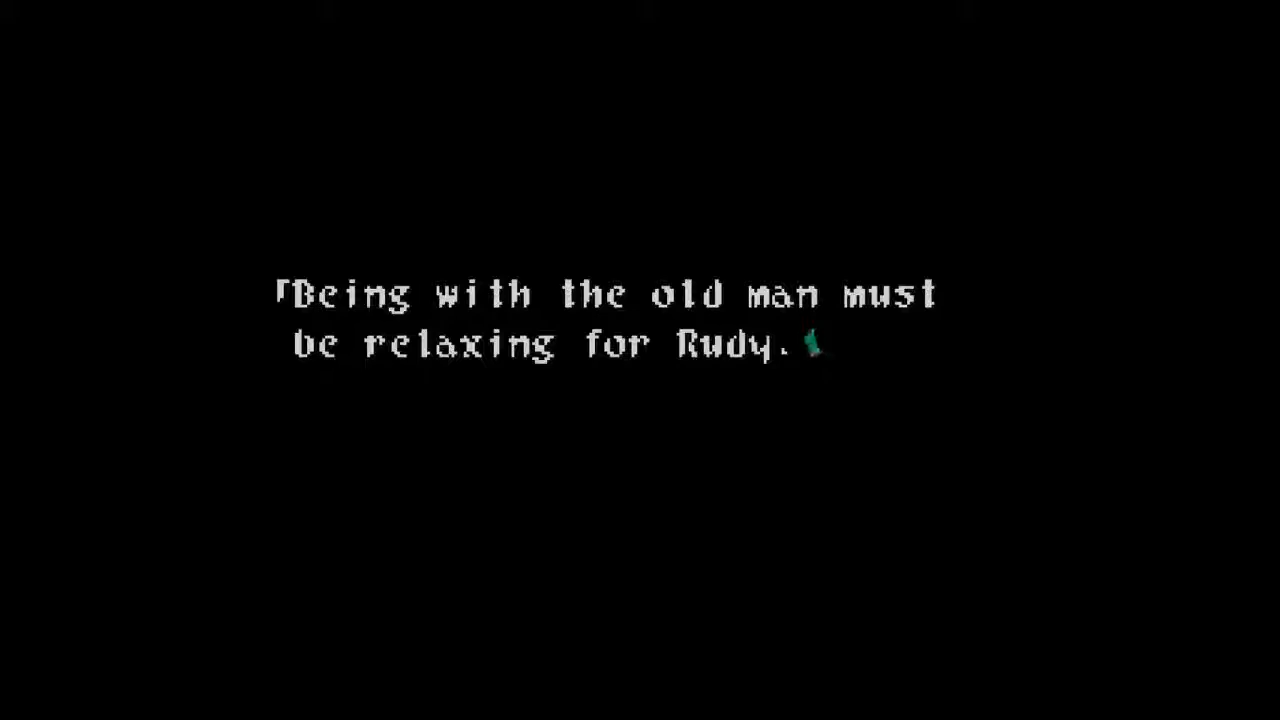 「Being with the old man must
be relaxing for Rudy.